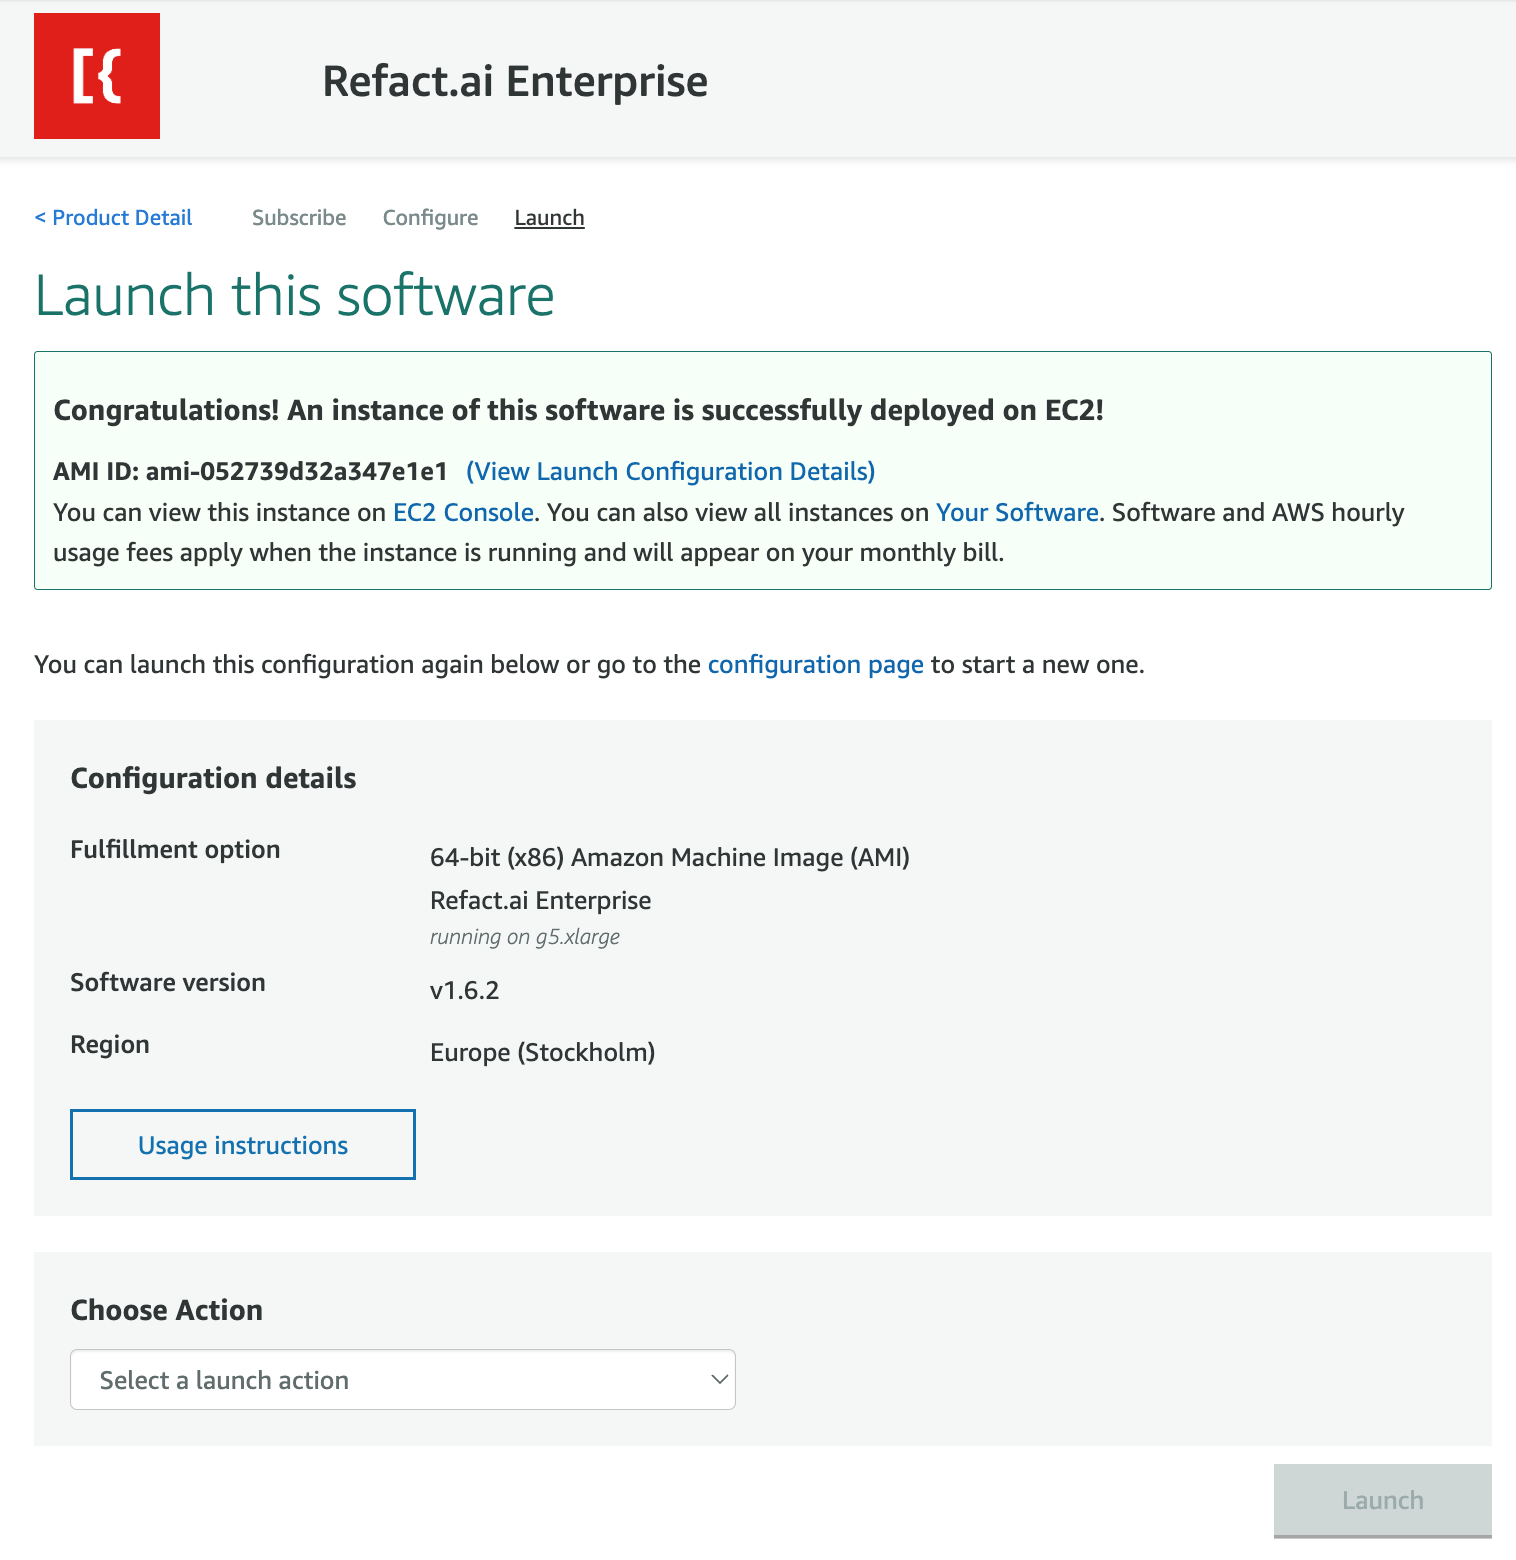 [{
Refact.ai Enterprise
< Product Detail Subscribe Configure Launch
Launch this software
Congratulations! An instance of this software is successfully deployed on EC2!
AMI ID: ami-052739d32a347e1e1 (View Launch Configuration Details)
You can view this instance on EC2 Console. You can also view all instances on Your Software. Software and AWS hourly
usage fees apply when the instance is running and will appear on your monthly bill.
You can launch this configuration again below or go to the configuration page to start a new one.
Configuration details
Fulfillment option
64-bit (x86) Amazon Machine Image (AMI)
Refact.ai Enterprise
running on g5.xlarge
Software version
v1.6.2
Region
Europe (Stockholm)
Usage instructions
Choose Action
Select a launch action
Launch